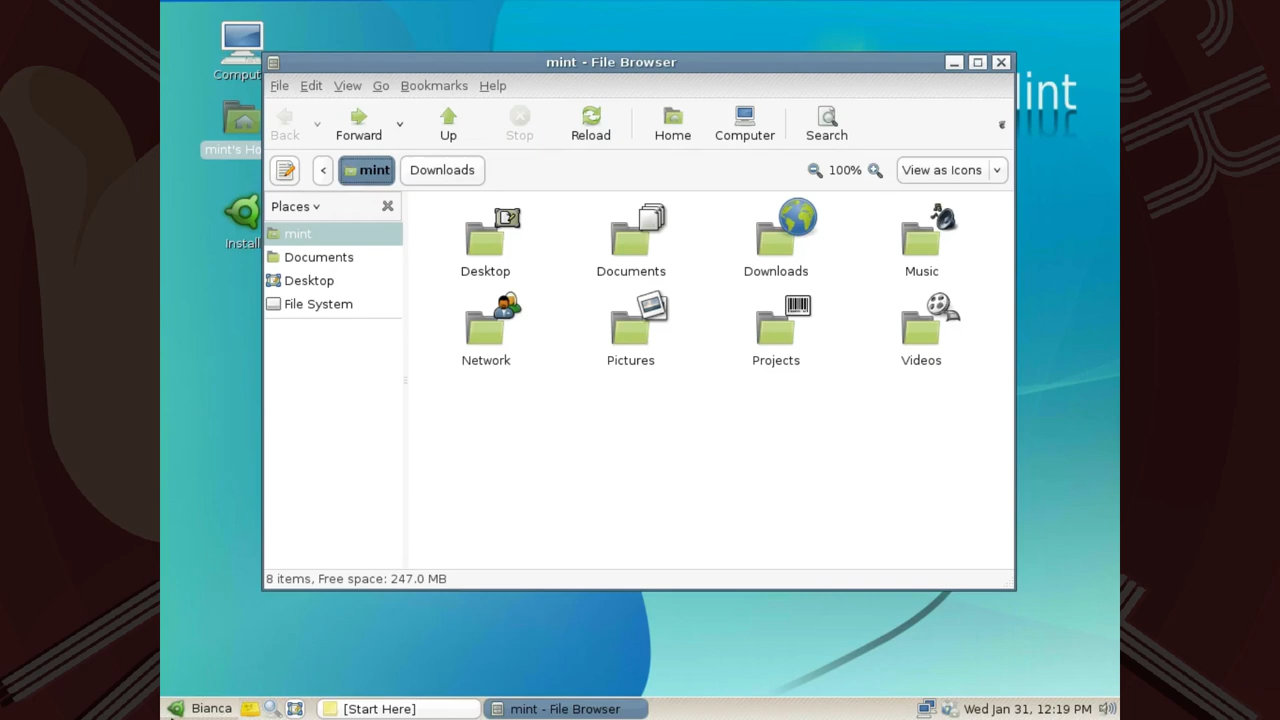 Comput
mint's Ho
Install
int
mint - File Browser
File Edit View Go Bookmarks Help
Back Forward Up Stop Reload Home Computer Search
mint Downloads 100% View as Icons
Places
mint
Documents
Desktop
File System
Desktop Documents Downloads Music
Network Pictures Projects Videos
8 items, Free space: 247.0 MB
Bianca [Start Here] mint - File Browser Wed Jan 31, 12:19 PM